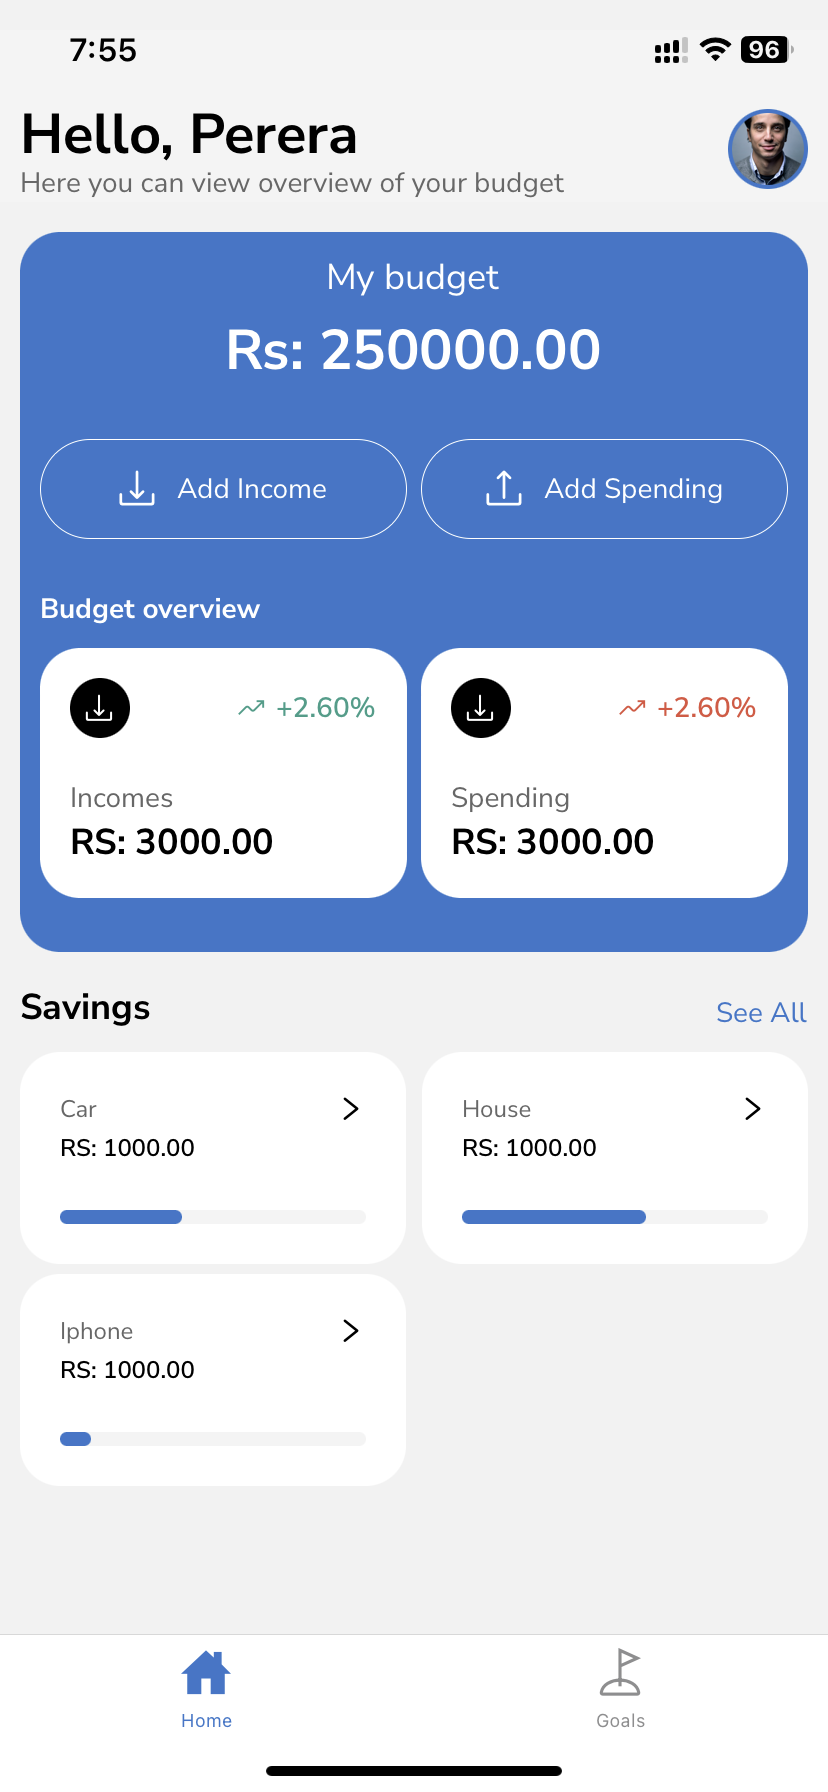 7:55
96
Hello, Perera
Here you can view overview of your budget
My budget
Rs: 250000.00
Add Income
Add Spending
Budget overview
+2.60%
+2.60%
Incomes
RS: 3000.00
Spending
RS: 3000.00
Savings
See All
Car
RS: 1000.00
House
RS: 1000.00
Iphone
RS: 1000.00
Home
Goals